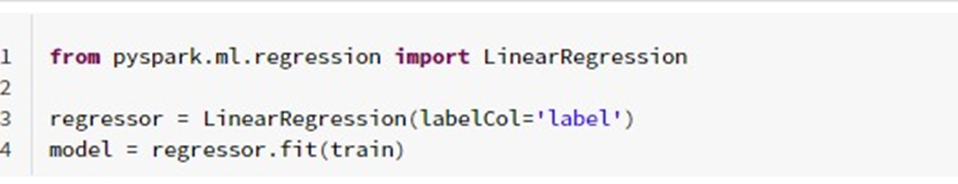 1 from pyspark.ml.regression import LinearRegression
2
3 regressor = LinearRegression(labelCol='label')
4 model = regressor.fit(train)